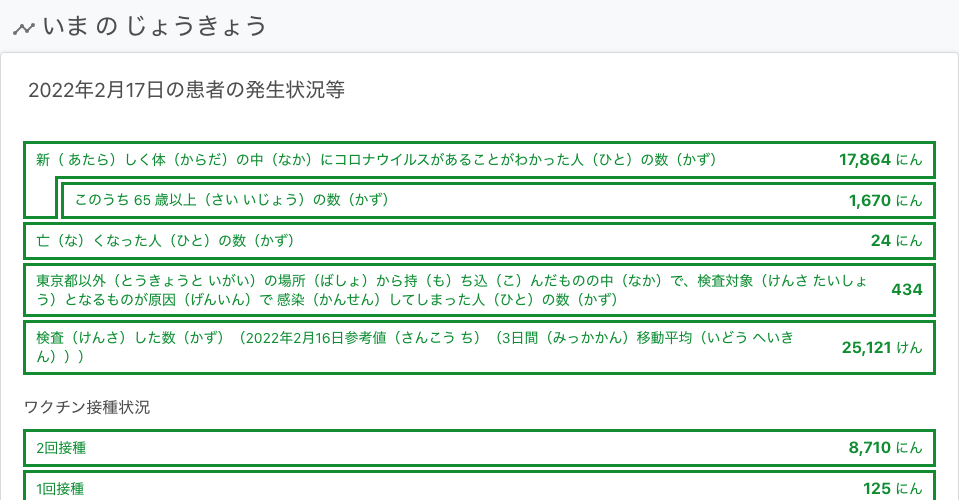 いま の じょうきょう
2022年2月17日の患者の発生状況等
新（ あたら）しく体（からだ）の中（なか）にコロナウイルスがあることがわかった人（ひと）の数（かず） 17,864 にん
このうち 65 歳以上（さい いじょう）の数（かず） 1,670 にん
亡（な）くなった人（ひと）の数（かず） 24 にん
東京都以外（とうきょうと いがい）の場所（ばしょ）から持（も）ち込（こ）んだものの中（なか）で、検査対象（けんさ たいしょ
う）となるものが原因（げんいん）で 感染（かんせん）してしまった人（ひと）の数（かず） 434
検査（けんさ）した数（かず）（2022年2月16日参考値（さんこう ち）（3日間（みっかかん）移動平均（いどう へいき
ん））） 25,121 けん
ワクチン接種状況
2回接種 8,710 にん
1回接種 125 にん